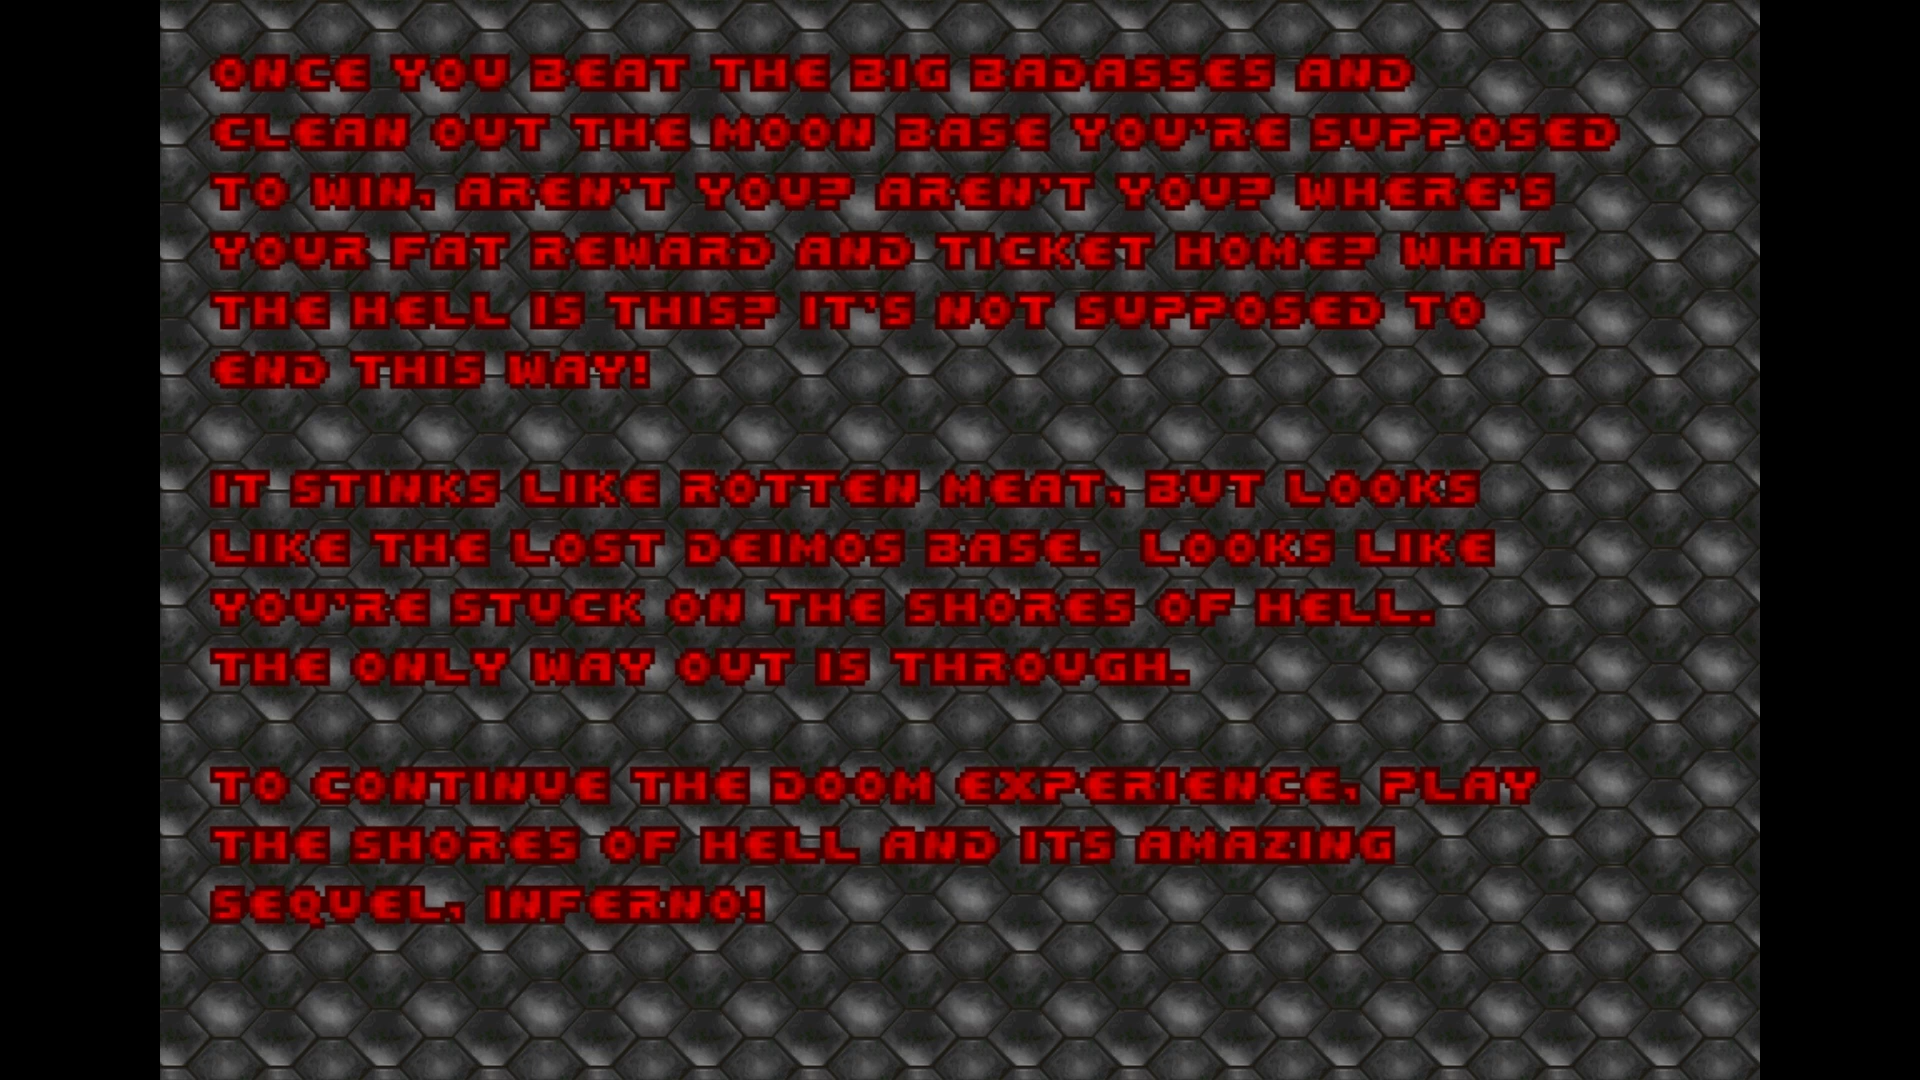 ONCE YOU BEAT THE BIG BADASSES AND
CLEAN OUT THE MOON BASE YOU'RE SUPPOSED
TO WIN, AREN'T YOU? AREN'T YOU? WHERE'S
YOUR FAT REWARD AND TICKET HOME? WHAT
THE HELL IS THIS? IT'S NOT SUPPOSED TO
END THIS WAY!
IT STINKS LIKE ROTTEN MEAT, BUT LOOKS
LIKE THE LOST DEIMOS BASE.  LOOKS LIKE
YOU'RE STUCK ON THE SHORES OF HELL.
THE ONLY WAY OUT IS THROUGH.
TO CONTINUE THE DOOM EXPERIENCE, PLAY
THE SHORES OF HELL AND ITS AMAZING
SEQUEL, INFERNO!